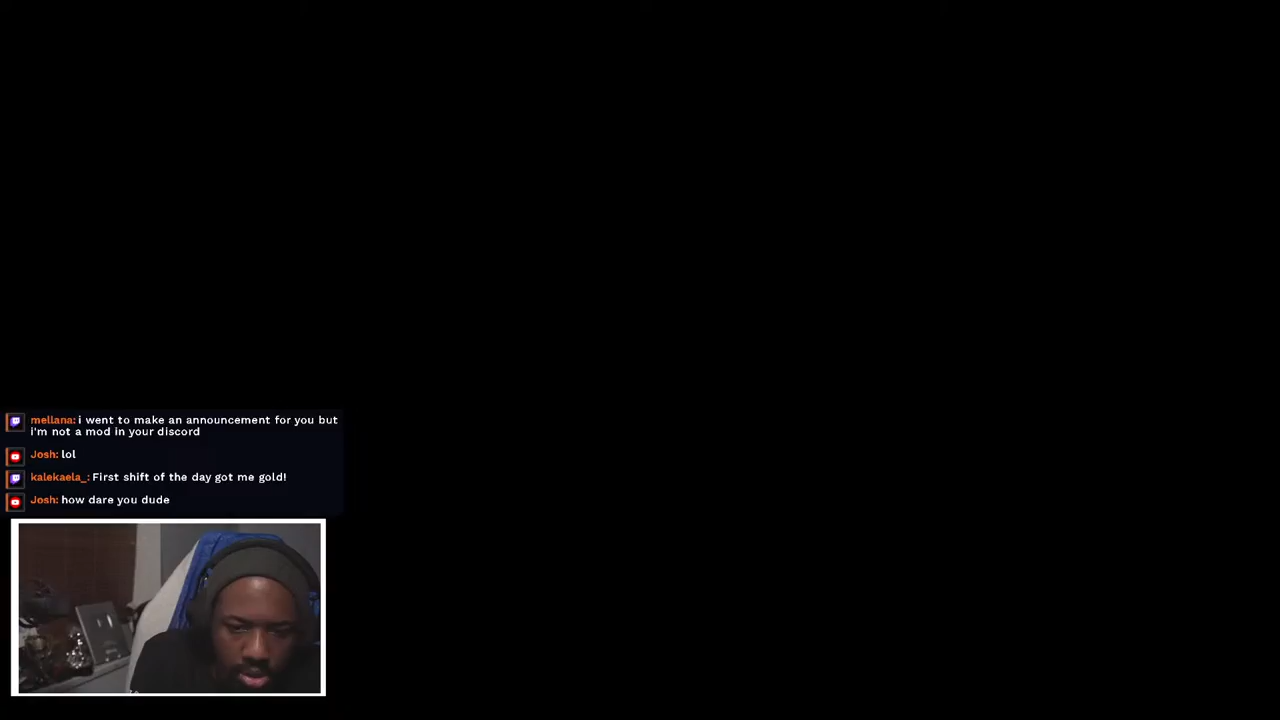 mellana: i went to make an announcement for you but
i'm not a mod in your discord
Josh: lol
kalekaela_: First shift of the day got me gold!
Josh: how dare you dude